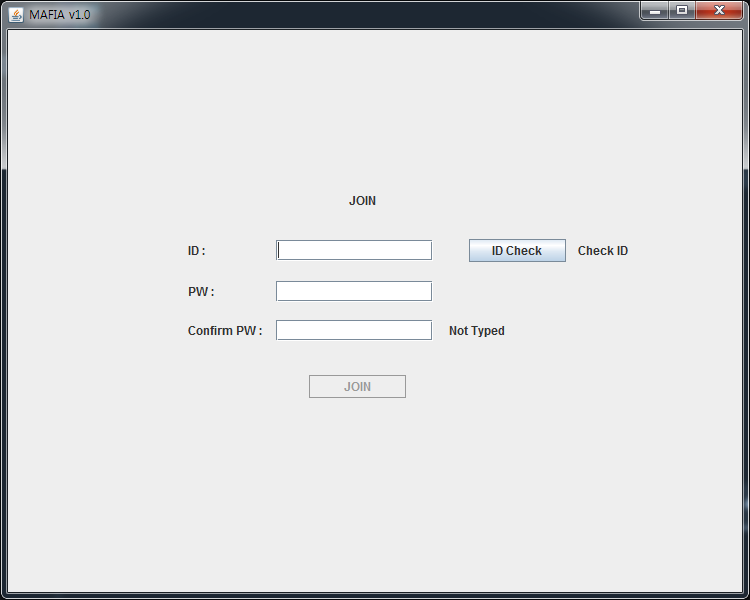 MAFIA v1.0
JOIN
ID :
ID Check
Check ID
PW :
Confirm PW :
Not Typed
JOIN